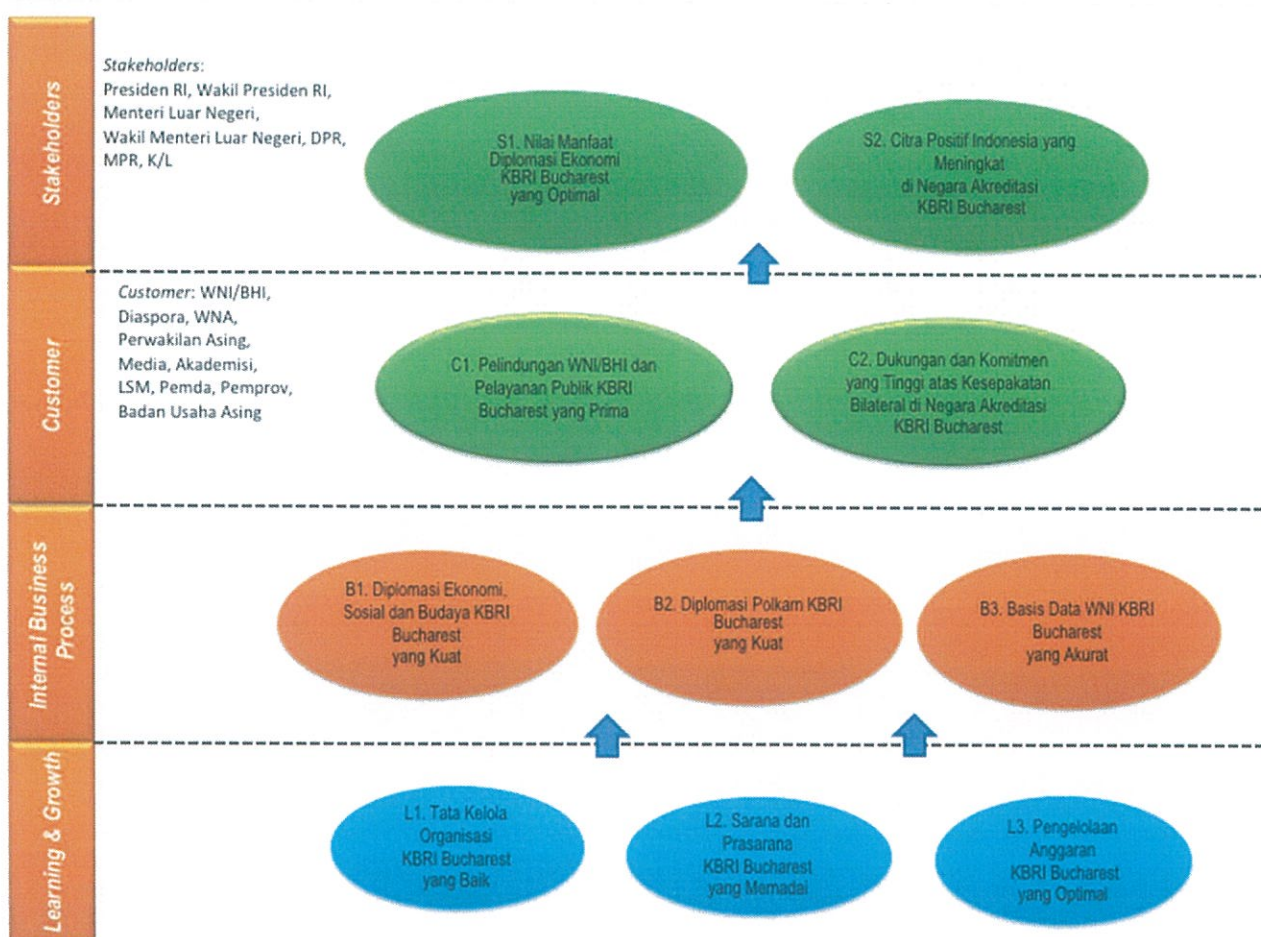 Stakeholders
Stakeholders:
Presiden RI, Wakil Presiden RI,
Menteri Luar Negeri,
Wakil Menteri Luar Negeri, DPR,
MPR, K/L
S1. Nilai Manfaat
Diplomasi Ekonomi
KBRI Bucharest
yang Optimal
S2. Citra Positif Indonesia yang
Meningkat
di Negara Akreditasi
KBRI Bucharest
Customer
Customer: WNI/BHI,
Diaspora, WNA,
Perwakilan Asing,
Media, Akademisi,
LSM, Pemda, Pemprov,
Badan Usaha Asing
C1. Pelindungan WNI/BHI dan
Pelayanan Publik KBRI
Bucharest yang Prima
C2. Dukungan dan Komitmen
yang Tinggi atas Kesepakatan
Bilateral di Negara Akreditasi
KBRI Bucharest
Internal Business
Process
B1. Diplomasi Ekonomi,
Sosial dan Budaya KBRI
Bucharest
yang Kuat
B2. Diplomasi Polkam KBRI
Bucharest
yang Kuat
B3. Basis Data WNI KBRI
Bucharest
yang Akurat
Learning & Growth
L1. Tata Kelola
Organisasi
KBRI Bucharest
yang Baik
L2. Sarana dan
Prasarana
KBRI Bucharest
yang Memadai
L3. Pengelolaan
Anggaran
KBRI Bucharest
yang Optimal